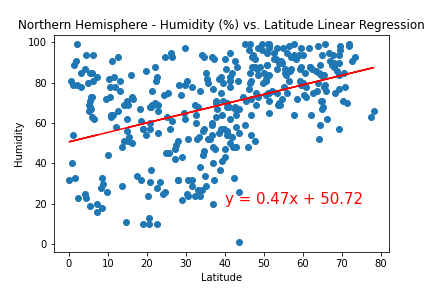 Northern Hemisphere - Humidity (%) vs. Latitude Linear Regression
100
80
60
40
20
0
Humidity
y = 0.47x + 50.72
0 10 20 30 40 50 60 70 80
Latitude